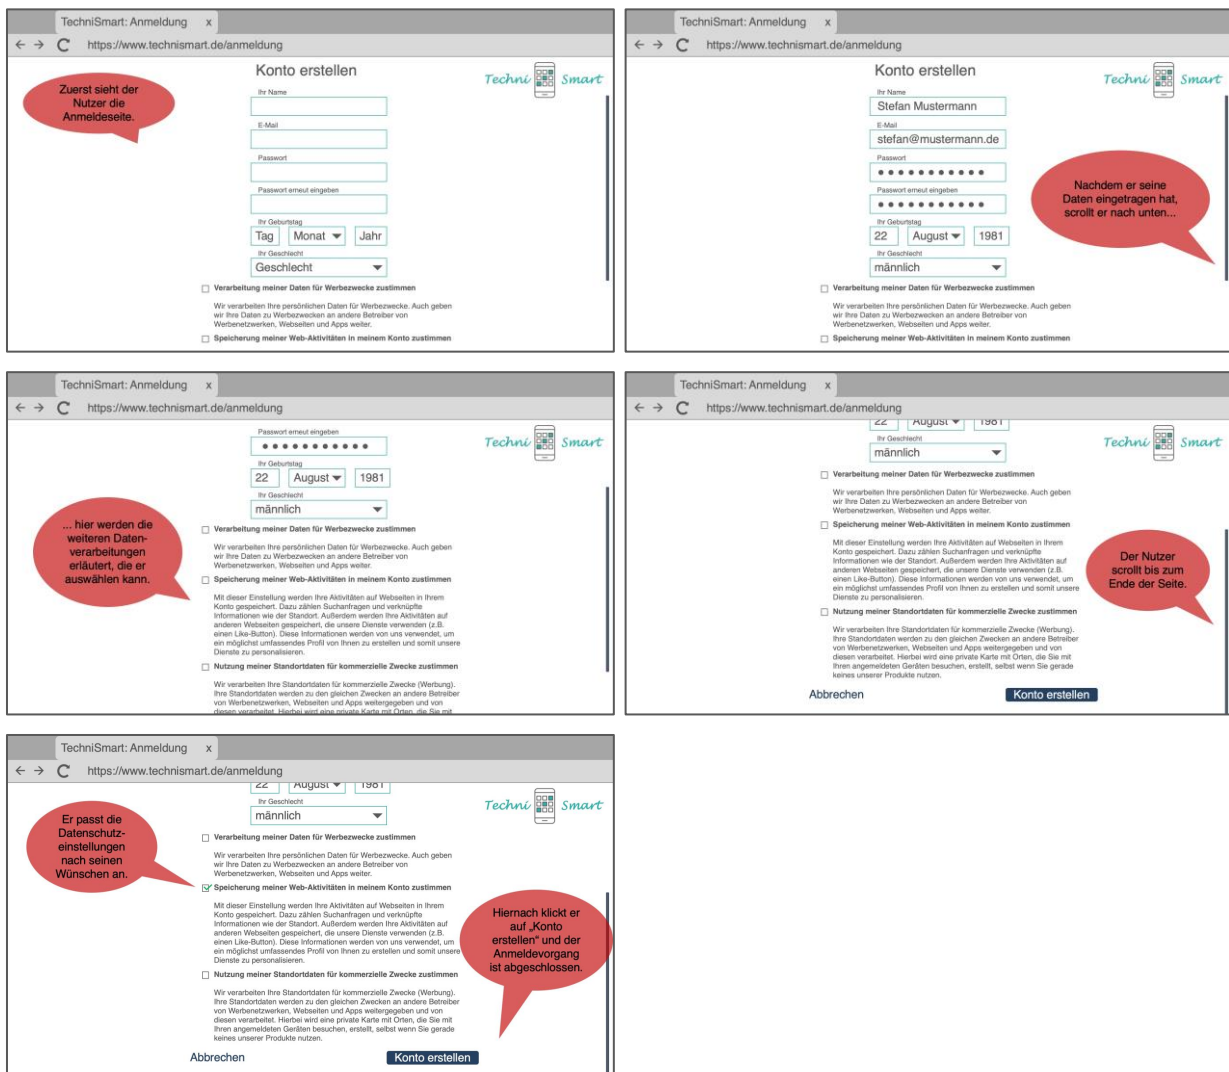 TechniSmart: Anmeldung x
https://www.technismart.de/anmeldung
Zuerst sieht der
Nutzer die
Anmeldeseite.
Konto erstellen
Techni Smart
Ihr Name
E-Mail
Passwort
Passwort erneut eingeben
Ihr Geburtstag
Tag Monat Jahr
Ihr Geschlecht
Geschlecht
Verarbeitung meiner Daten für Werbezwecke zustimmen
Wir verarbeiten Ihre persönlichen Daten für Werbezwecke. Auch geben
wir Ihre Daten zu Werbezwecken an andere Betreiber von
Werbenetzwerken, Webseiten und Apps weiter.
Speicherung meiner Web-Aktivitäten in meinem Konto zustimmen
TechniSmart: Anmeldung x
https://www.technismart.de/anmeldung
Konto erstellen
Techni Smart
Ihr Name
Stefan Mustermann
E-Mail
stefan@mustermann.de
Passwort
Passwort erneut eingeben
Ihr Geburtstag
22 August 1981
Ihr Geschlecht
männlich
Nachdem er seine
Daten eingetragen hat,
scrollt er nach unten...
Verarbeitung meiner Daten für Werbezwecke zustimmen
Wir verarbeiten Ihre persönlichen Daten für Werbezwecke. Auch geben
wir Ihre Daten zu Werbezwecken an andere Betreiber von
Werbenetzwerken, Webseiten und Apps weiter.
Speicherung meiner Web-Aktivitäten in meinem Konto zustimmen
TechniSmart: Anmeldung x
https://www.technismart.de/anmeldung
Passwort erneut eingeben
Techni Smart
Ihr Geburtstag
22 August 1981
Ihr Geschlecht
männlich
... hier werden die
weiteren Daten-
verarbeitungen
erläutert, die er
auswählen kann.
Verarbeitung meiner Daten für Werbezwecke zustimmen
Wir verarbeiten Ihre persönlichen Daten für Werbezwecke. Auch geben
wir Ihre Daten zu Werbezwecken an andere Betreiber von
Werbenetzwerken, Webseiten und Apps weiter.
Speicherung meiner Web-Aktivitäten in meinem Konto zustimmen
Mit dieser Einstellung werden Ihre Aktivitäten auf Webseiten in Ihrem
Konto gespeichert. Dazu zählen Suchanfragen und verknüpfte
Informationen wie der Standort. Außerdem werden Ihre Aktivitäten auf
anderen Webseiten gespeichert, die unsere Dienste verwenden (z.B.
einen Like-Button). Diese Informationen werden von uns verwendet, um
ein möglichst umfassendes Profil von Ihnen zu erstellen und somit unsere
Dienste zu personalisieren.
Nutzung meiner Standortdaten für kommerzielle Zwecke zustimmen
Wir verarbeiten Ihre Standortdaten für kommerzielle Zwecke (Werbung).
Ihre Standortdaten werden zu den gleichen Zwecken an andere Betreiber
von Werbenetzwerken, Webseiten und Apps weitergegeben und von
diesen verarbeitet. Hierbei wird eine private Karte mit Orten, die Sie mit
TechniSmart: Anmeldung x
https://www.technismart.de/anmeldung
22 August 1981
Techni Smart
Ihr Geschlecht
männlich
Verarbeitung meiner Daten für Werbezwecke zustimmen
Wir verarbeiten Ihre persönlichen Daten für Werbezwecke. Auch geben
wir Ihre Daten zu Werbezwecken an andere Betreiber von
Werbenetzwerken, Webseiten und Apps weiter.
Speicherung meiner Web-Aktivitäten in meinem Konto zustimmen
Mit dieser Einstellung werden Ihre Aktivitäten auf Webseiten in Ihrem
Konto gespeichert. Dazu zählen Suchanfragen und verknüpfte
Informationen wie der Standort. Außerdem werden Ihre Aktivitäten auf
anderen Webseiten gespeichert, die unsere Dienste verwenden (z.B.
einen Like-Button). Diese Informationen werden von uns verwendet, um
ein möglichst umfassendes Profil von Ihnen zu erstellen und somit unsere
Dienste zu personalisieren.
Der Nutzer
scrollt bis zum
Ende der Seite.
Nutzung meiner Standortdaten für kommerzielle Zwecke zustimmen
Wir verarbeiten Ihre Standortdaten für kommerzielle Zwecke (Werbung).
Ihre Standortdaten werden zu den gleichen Zwecken an andere Betreiber
von Werbenetzwerken, Webseiten und Apps weitergegeben und von
diesen verarbeitet. Hierbei wird eine private Karte mit Orten, die Sie mit
Ihren angemeldeten Geräten besuchen, erstellt, selbst wenn Sie gerade
keines unserer Produkte nutzen.
Abbrechen Konto erstellen
TechniSmart: Anmeldung x
https://www.technismart.de/anmeldung
22 August 1981
Techni Smart
Ihr Geschlecht
männlich
Er passt die
Datenschutz-
einstellungen
nach seinen
Wünschen an.
Verarbeitung meiner Daten für Werbezwecke zustimmen
Wir verarbeiten Ihre persönlichen Daten für Werbezwecke. Auch geben
wir Ihre Daten zu Werbezwecken an andere Betreiber von
Werbenetzwerken, Webseiten und Apps weiter.
Speicherung meiner Web-Aktivitäten in meinem Konto zustimmen
Mit dieser Einstellung werden Ihre Aktivitäten auf Webseiten in Ihrem
Konto gespeichert. Dazu zählen Suchanfragen und verknüpfte
Informationen wie der Standort. Außerdem werden Ihre Aktivitäten auf
anderen Webseiten gespeichert, die unsere Dienste verwenden (z.B.
einen Like-Button). Diese Informationen werden von uns verwendet, um
ein möglichst umfassendes Profil von Ihnen zu erstellen und somit unsere
Dienste zu personalisieren.
Hiernach klickt er
auf „Konto
erstellen“ und der
Anmeldevorgang
ist abgeschlossen.
Nutzung meiner Standortdaten für kommerzielle Zwecke zustimmen
Wir verarbeiten Ihre Standortdaten für kommerzielle Zwecke (Werbung).
Ihre Standortdaten werden zu den gleichen Zwecken an andere Betreiber
von Werbenetzwerken, Webseiten und Apps weitergegeben und von
diesen verarbeitet. Hierbei wird eine private Karte mit Orten, die Sie mit
Ihren angemeldeten Geräten besuchen, erstellt, selbst wenn Sie gerade
keines unserer Produkte nutzen.
Abbrechen Konto erstellen